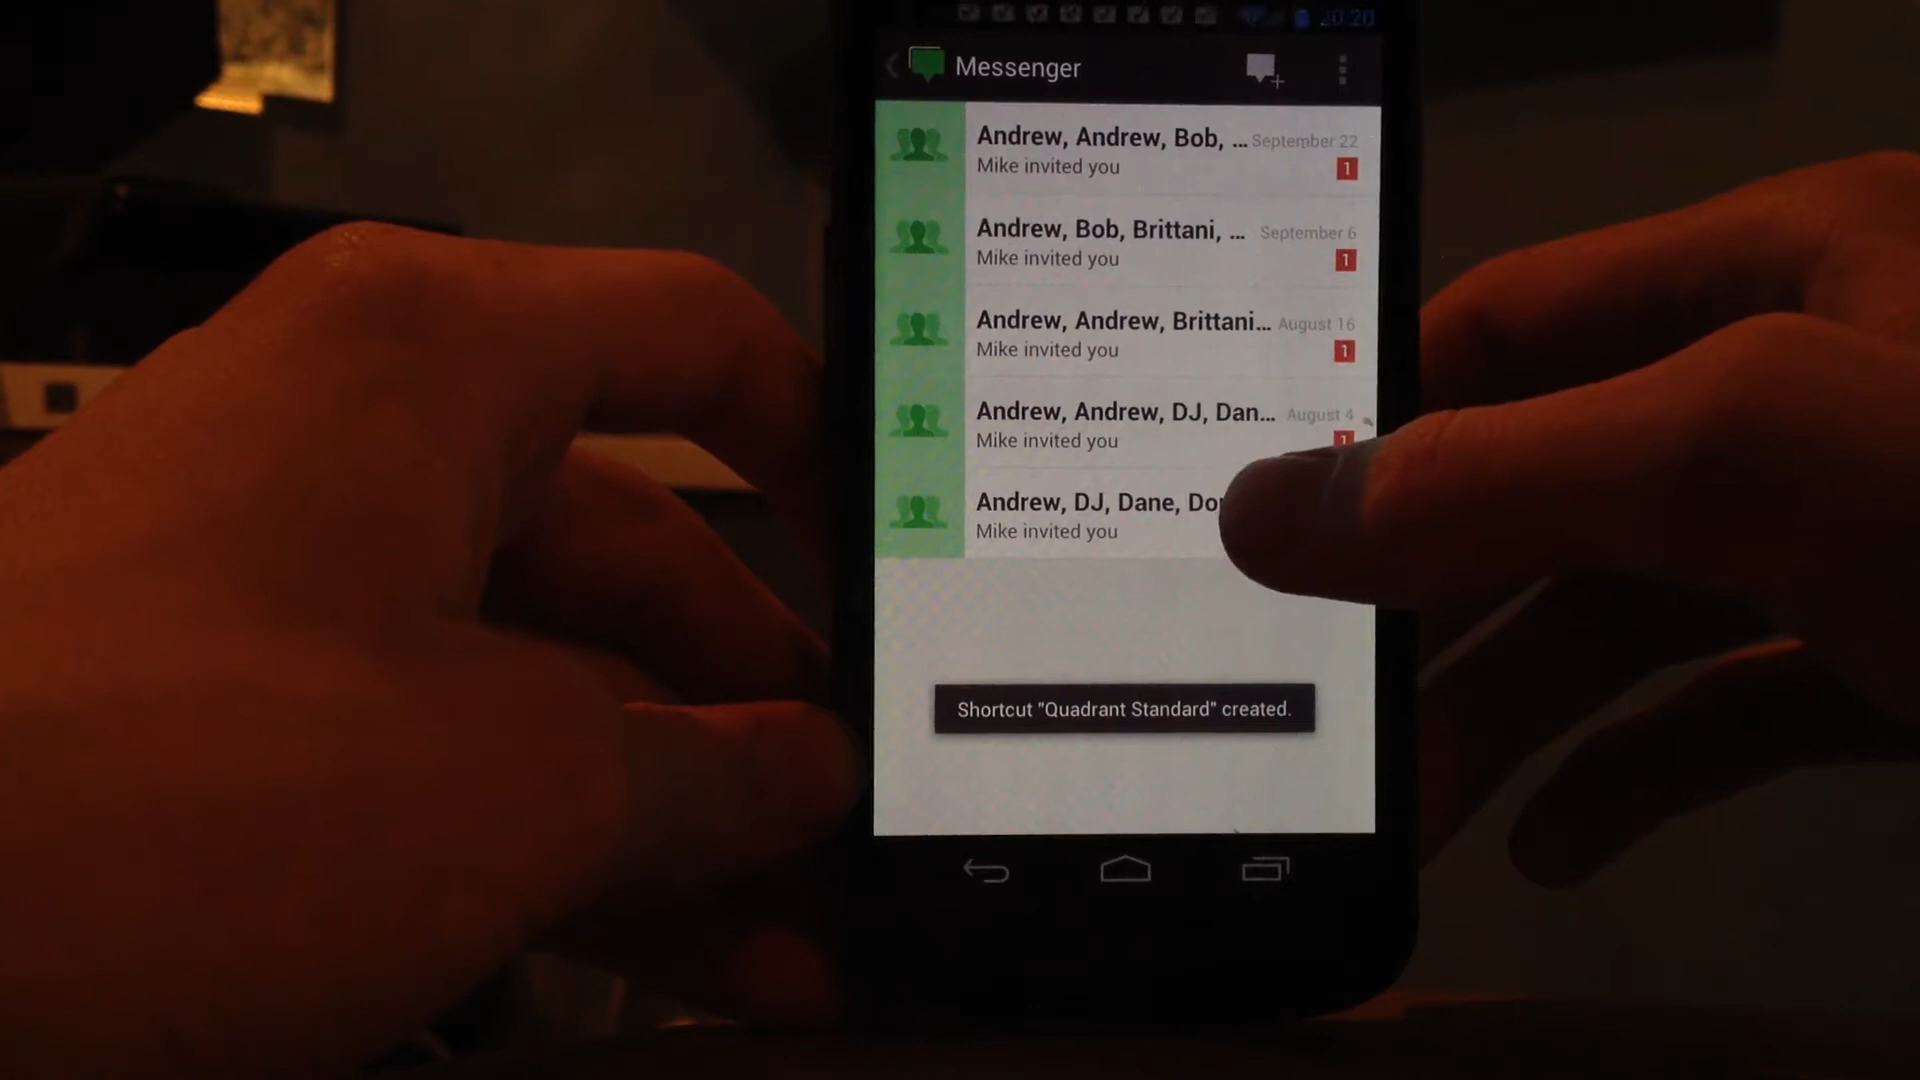 20:20
Messenger
Andrew, Andrew, Bob, ... September 22
Mike invited you
1
Andrew, Bob, Brittani, ... September 6
Mike invited you
1
Andrew, Andrew, Brittani... August 16
Mike invited you
1
Andrew, Andrew, DJ, Dan... August 4
Mike invited you
1
Andrew, DJ, Dane,
Mike invited you
Shortcut "Quadrant Standard" created.